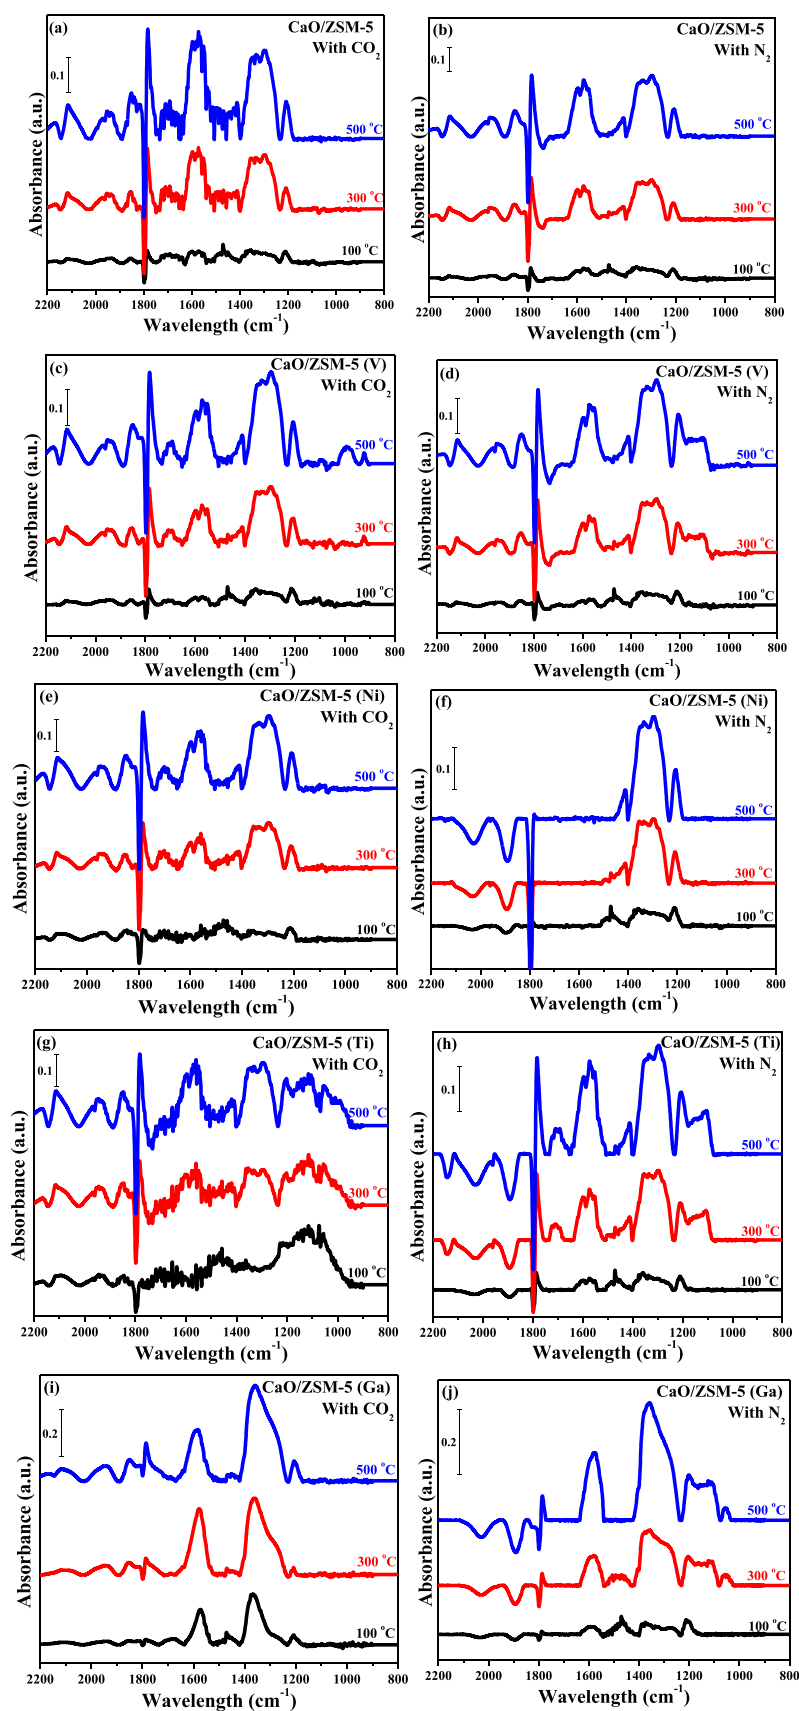 (a) CaO/ZSM-5
With CO2
0.1
500 °C
300 °C
100 °C
Absorbance (a.u.)
2200 2000 1800 1600 1400 1200 1000 800
Wavelength (cm-1)
(b) CaO/ZSM-5
With N2
0.1
500 °C
300 °C
100 °C
Absorbance (a.u.)
2200 2000 1800 1600 1400 1200 1000 800
Wavelength (cm-1)
(c) CaO/ZSM-5 (V)
With CO2
0.1
500 °C
300 °C
100 °C
Absorbance (a.u.)
2200 2000 1800 1600 1400 1200 1000 800
Wavelength (cm-1)
(d) CaO/ZSM-5 (V)
With N2
0.1
500 °C
300 °C
100 °C
Absorbance (a.u.)
2200 2000 1800 1600 1400 1200 1000 800
Wavelength (cm-1)
(e) CaO/ZSM-5 (Ni)
With CO2
0.1
500 °C
300 °C
100 °C
Absorbance (a.u.)
2200 2000 1800 1600 1400 1200 1000 800
Wavelength (cm-1)
(f) CaO/ZSM-5 (Ni)
With N2
0.1
500 °C
300 °C
100 °C
Absorbance (a.u.)
2200 2000 1800 1600 1400 1200 1000 800
Wavelength (cm-1)
(g) CaO/ZSM-5 (Ti)
With CO2
0.1
500 °C
300 °C
100 °C
Absorbance (a.u.)
2200 2000 1800 1600 1400 1200 1000 800
Wavelength (cm-1)
(h) CaO/ZSM-5 (Ti)
With N2
0.1
500 °C
300 °C
100 °C
Absorbance (a.u.)
2200 2000 1800 1600 1400 1200 1000 800
Wavelength (cm-1)
(i) CaO/ZSM-5 (Ga)
With CO2
0.2
500 °C
300 °C
100 °C
Absorbance (a.u.)
2200 2000 1800 1600 1400 1200 1000 800
Wavelength (cm-1)
(j) CaO/ZSM-5 (Ga)
With N2
0.2
500 °C
300 °C
100 °C
Absorbance (a.u.)
2200 2000 1800 1600 1400 1200 1000 800
Wavelength (cm-1)